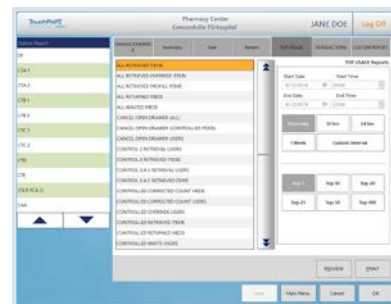 TouchPoint
Pharmacy Center
Concordville FSHospital
JANE DOE
Log Off
Station Report
CTA 1
CTA 2
CTB 1
CTB 2
CTC 1
CTC 2
CTD
CTE
Inventory
User
Patient
ALL RETRIEVED ITEMS
ALL RETRIEVED OVERRIDE ITEMS
ALL RETRIEVED PROFILE ITEMS
ALL RETURNED MEDS
ALL WASTED MEDS
CANCEL OPEN DRAWER (ALL)
CANCEL OPEN DRAWER (CONTROLLED ITEMS)
CANCEL OPEN DRAWER USERS
CONTROL 2 RETRIEVAL USERS
CONTROL 2 RETRIEVED ITEMS
CONTROL 3,4,5 RETRIEVAL USERS
CONTROL 3,4,5 RETRIEVED ITEMS
CONTROLLED CORRECTED COUNT MEDS
CONTROLLED CORRECTED COUNT USERS
CONTROLLED OVERRIDE USERS
CONTROLLED RETRIEVED ITEMS
CONTROLLED RETURNED MEDS
CONTROLLED WASTE USERS
TOP USAGE
TRANSACTIONS
CUSTOM REPORT
TOP USAGE Reports
Start Date
Start Time
End Date
End Time
12 hrs
24 hrs
1 Week
Custom Interval
Top 5
Top 10
Top 20
Top 25
Top 50
Top 100
PREVIEW
PRINT
Main Menu
Cancel
OK